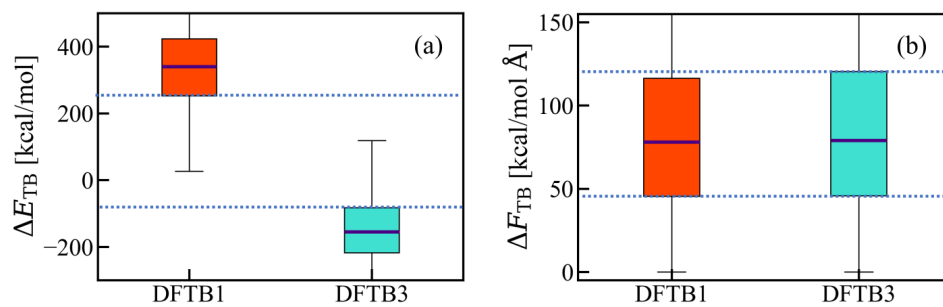 (a)
ΔE_TB [kcal/mol]
400
200
0
−200
DFTB1
DFTB3
(b)
ΔF_TB [kcal/mol Å]
150
100
50
0
DFTB1
DFTB3